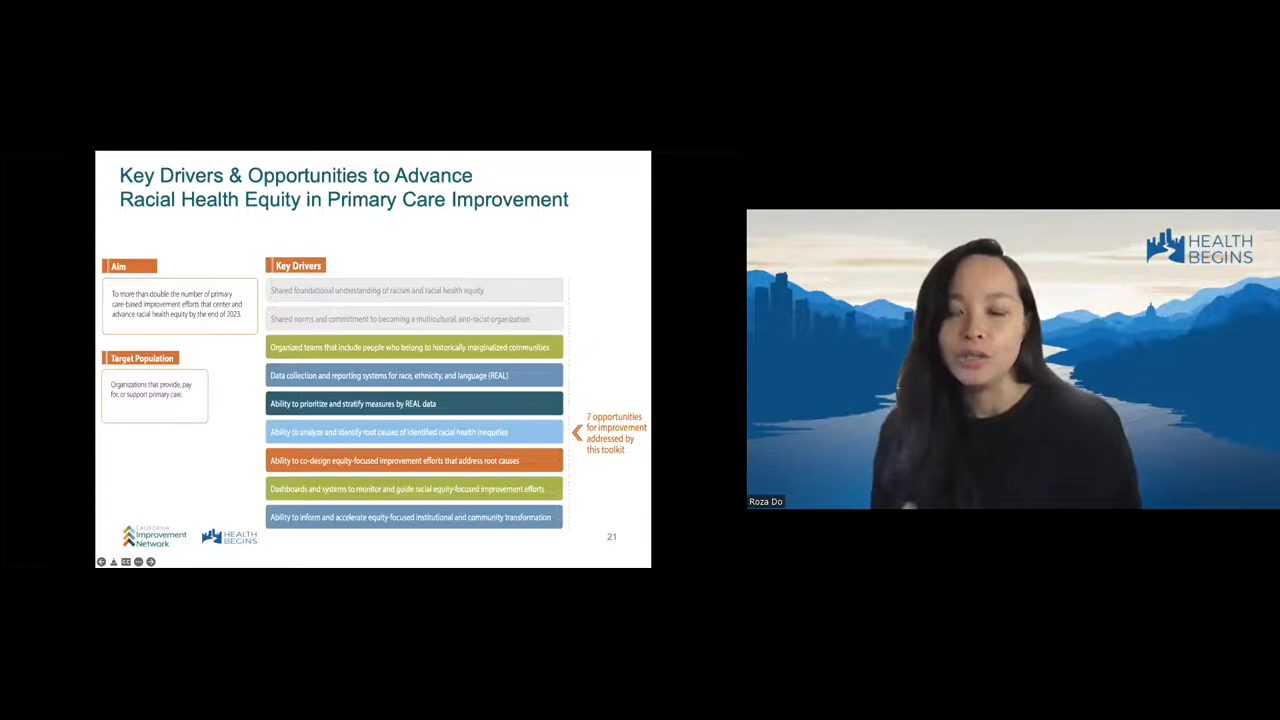 Key Drivers & Opportunities to Advance
Racial Health Equity in Primary Care Improvement
Aim
To more than double the number of primary
care-based improvement efforts that center and
advance racial health equity by the end of 2023.
Target Population
Organizations that provide, pay
for, or support primary care.
Key Drivers
Shared foundational understanding of racism and racial health equity
Shared norms and commitment to becoming a multicultural, anti-racist organization
Organized teams that include people who belong to historically marginalized communities
Data collection and reporting systems for race, ethnicity, and language (REAL)
Ability to prioritize and stratify measures by REAL data
Ability to analyze and identify root causes of identified racial health inequities
Ability to co-design equity-focused improvement efforts that address root causes
Dashboards and systems to monitor and guide racial equity-focused improvement efforts
Ability to inform and accelerate equity-focused institutional and community transformation
7 opportunities
for improvement
addressed by
this toolkit
CALIFORNIA
Improvement
Network
HEALTH
BEGINS
21
HEALTH
BEGINS
Roza Do